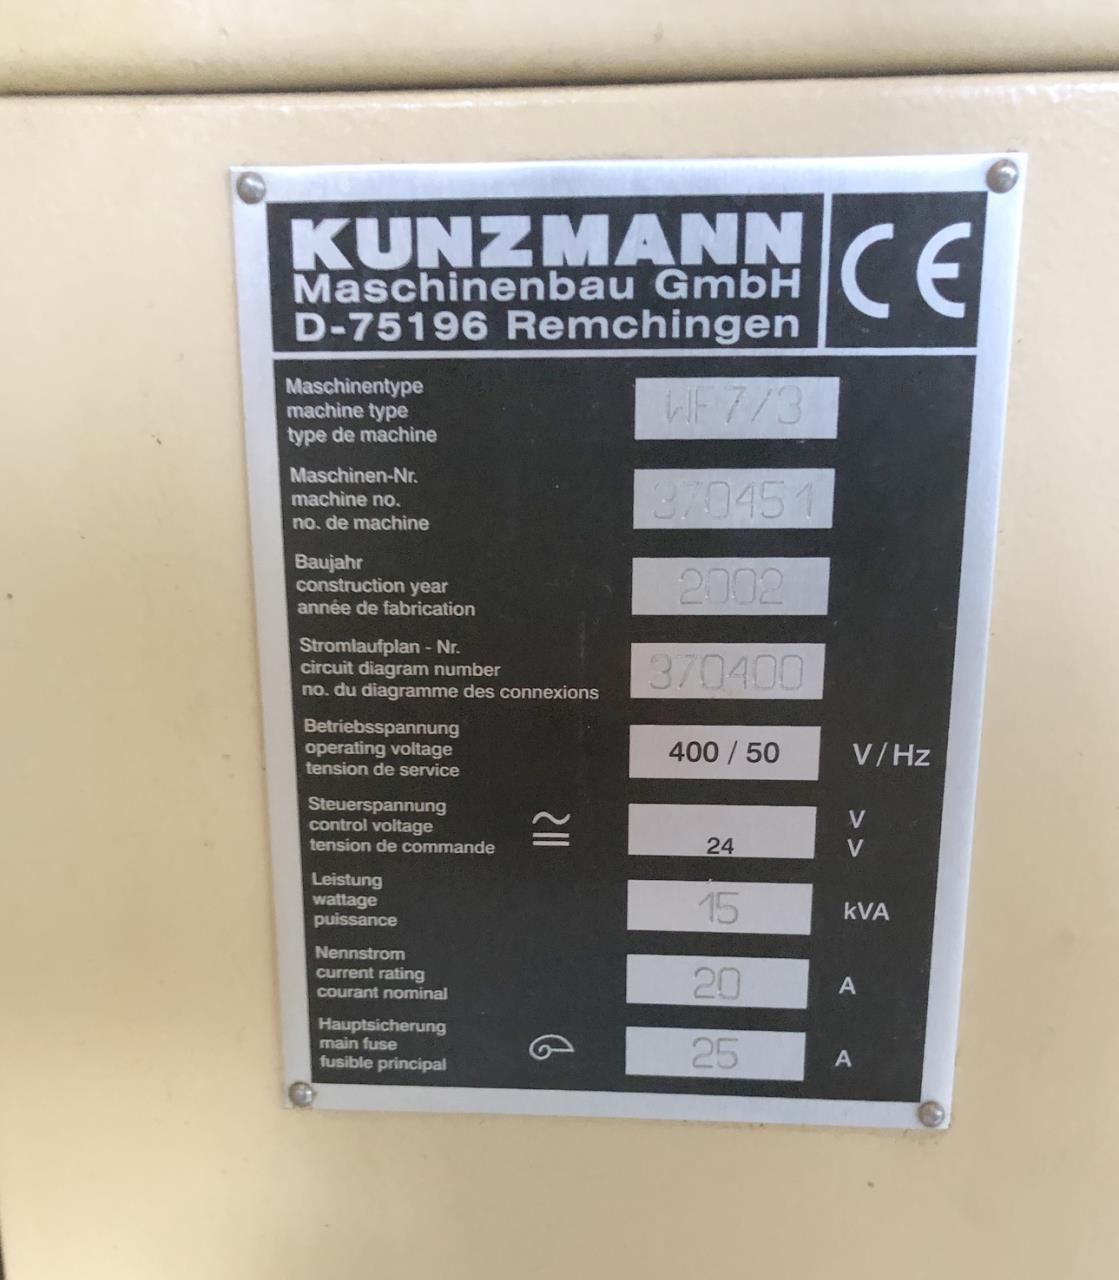 KUNZMANN
Maschinenbau GmbH
D-75196 Remchingen
CE
Maschinentype
machine type
type de machine
WF7/3
Maschinen-Nr.
machine no.
no. de machine
370451
Baujahr
construction year
année de fabrication
2002
Stromlaufplan - Nr.
circuit diagram number
no. du diagramme des connexions
370400
Betriebsspannung
operating voltage
tension de service
400 / 50 V/Hz
Steuerspannung
control voltage
tension de commande
V
24 V
Leistung
wattage
puissance
15 kVA
Nennstrom
current rating
courant nominal
20 A
Hauptsicherung
main fuse
fusible principal
25 A